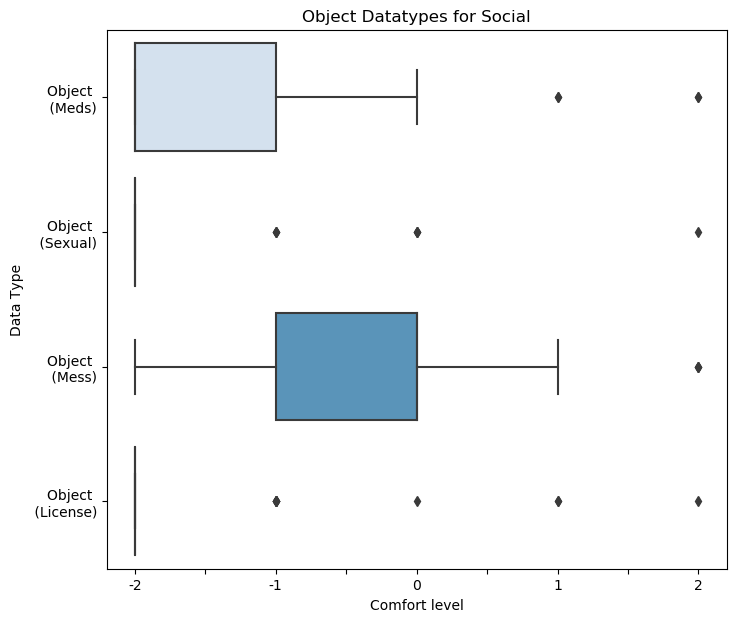 Object Datatypes for Social
Data Type
Object
(Meds)
Object
(Sexual)
Object
(Mess)
Object
(License)
-2
-1
0
1
2
Comfort level